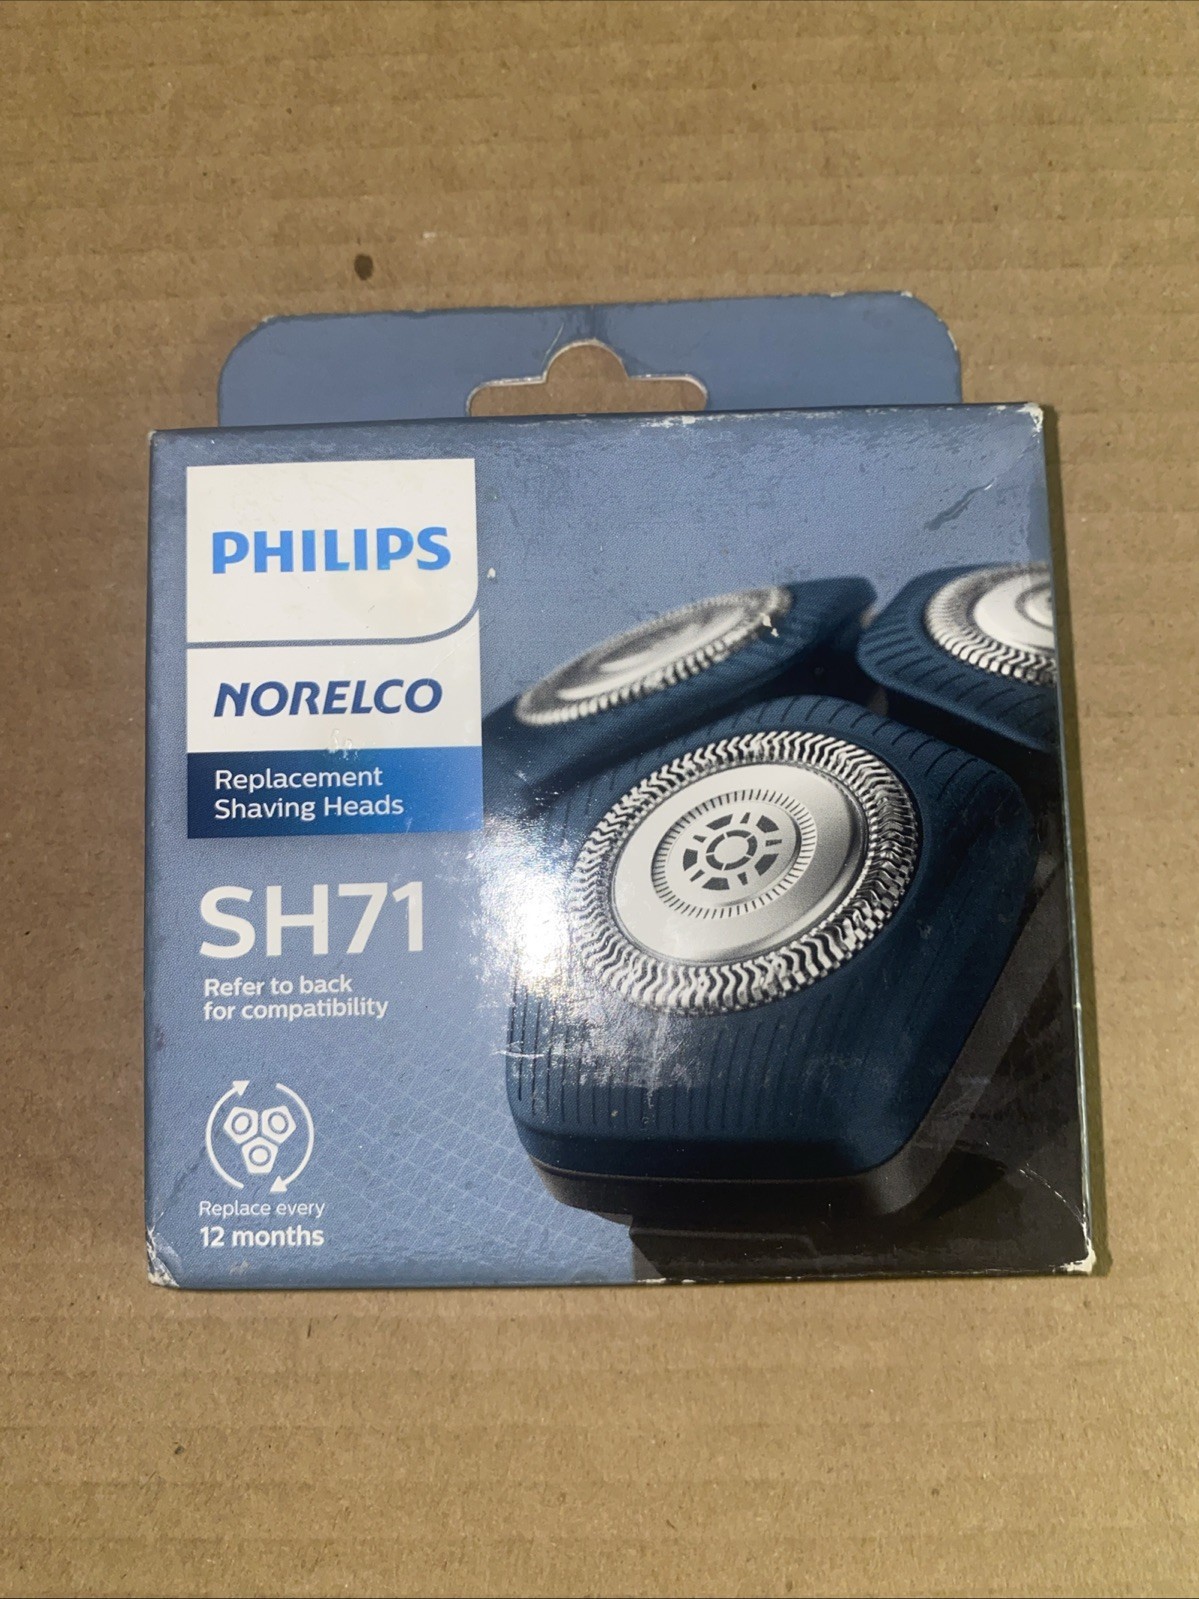 PHILIPS
NORELCO
Replacement
Shaving Heads
SH71
Refer to back
for compatibility
Replace every
12 months